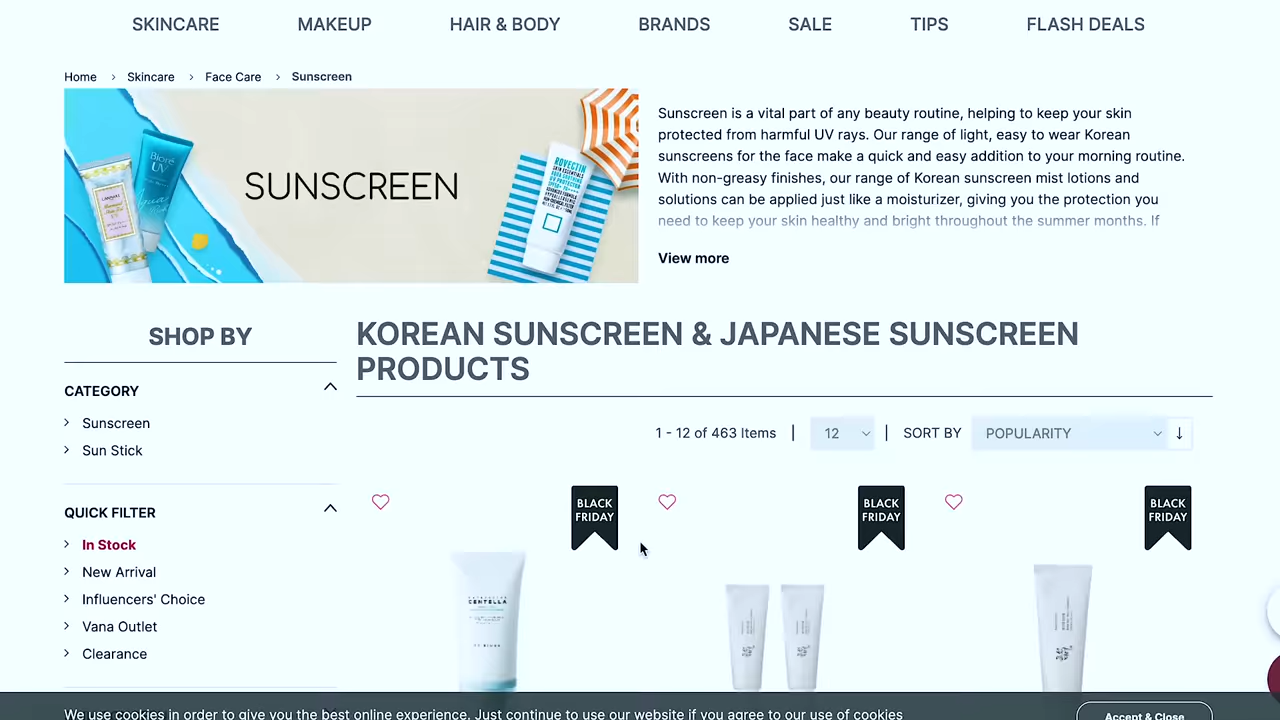 SKINCARE MAKEUP HAIR & BODY BRANDS SALE TIPS FLASH DEALS
Home > Skincare > Face Care > Sunscreen
Bioré
UV
SUNSCREEN
ROVECTIN
Sunscreen is a vital part of any beauty routine, helping to keep your skin
protected from harmful UV rays. Our range of light, easy to wear Korean
sunscreens for the face make a quick and easy addition to your morning routine.
With non-greasy finishes, our range of Korean sunscreen mist lotions and
solutions can be applied just like a moisturizer, giving you the protection you
need to keep your skin healthy and bright throughout the summer months. If
View more
SHOP BY
CATEGORY
Sunscreen
Sun Stick
QUICK FILTER
In Stock
New Arrival
Influencers' Choice
Vana Outlet
Clearance
KOREAN SUNSCREEN & JAPANESE SUNSCREEN
PRODUCTS
1 - 12 of 463 Items | 12 | SORT BY POPULARITY ↓
BLACK
FRIDAY
BLACK
FRIDAY
BLACK
FRIDAY
CENTELLA
We use cookies in order to give you the best online experience. Just continue to use our website if you agree to our use of cookies
Accept & Close